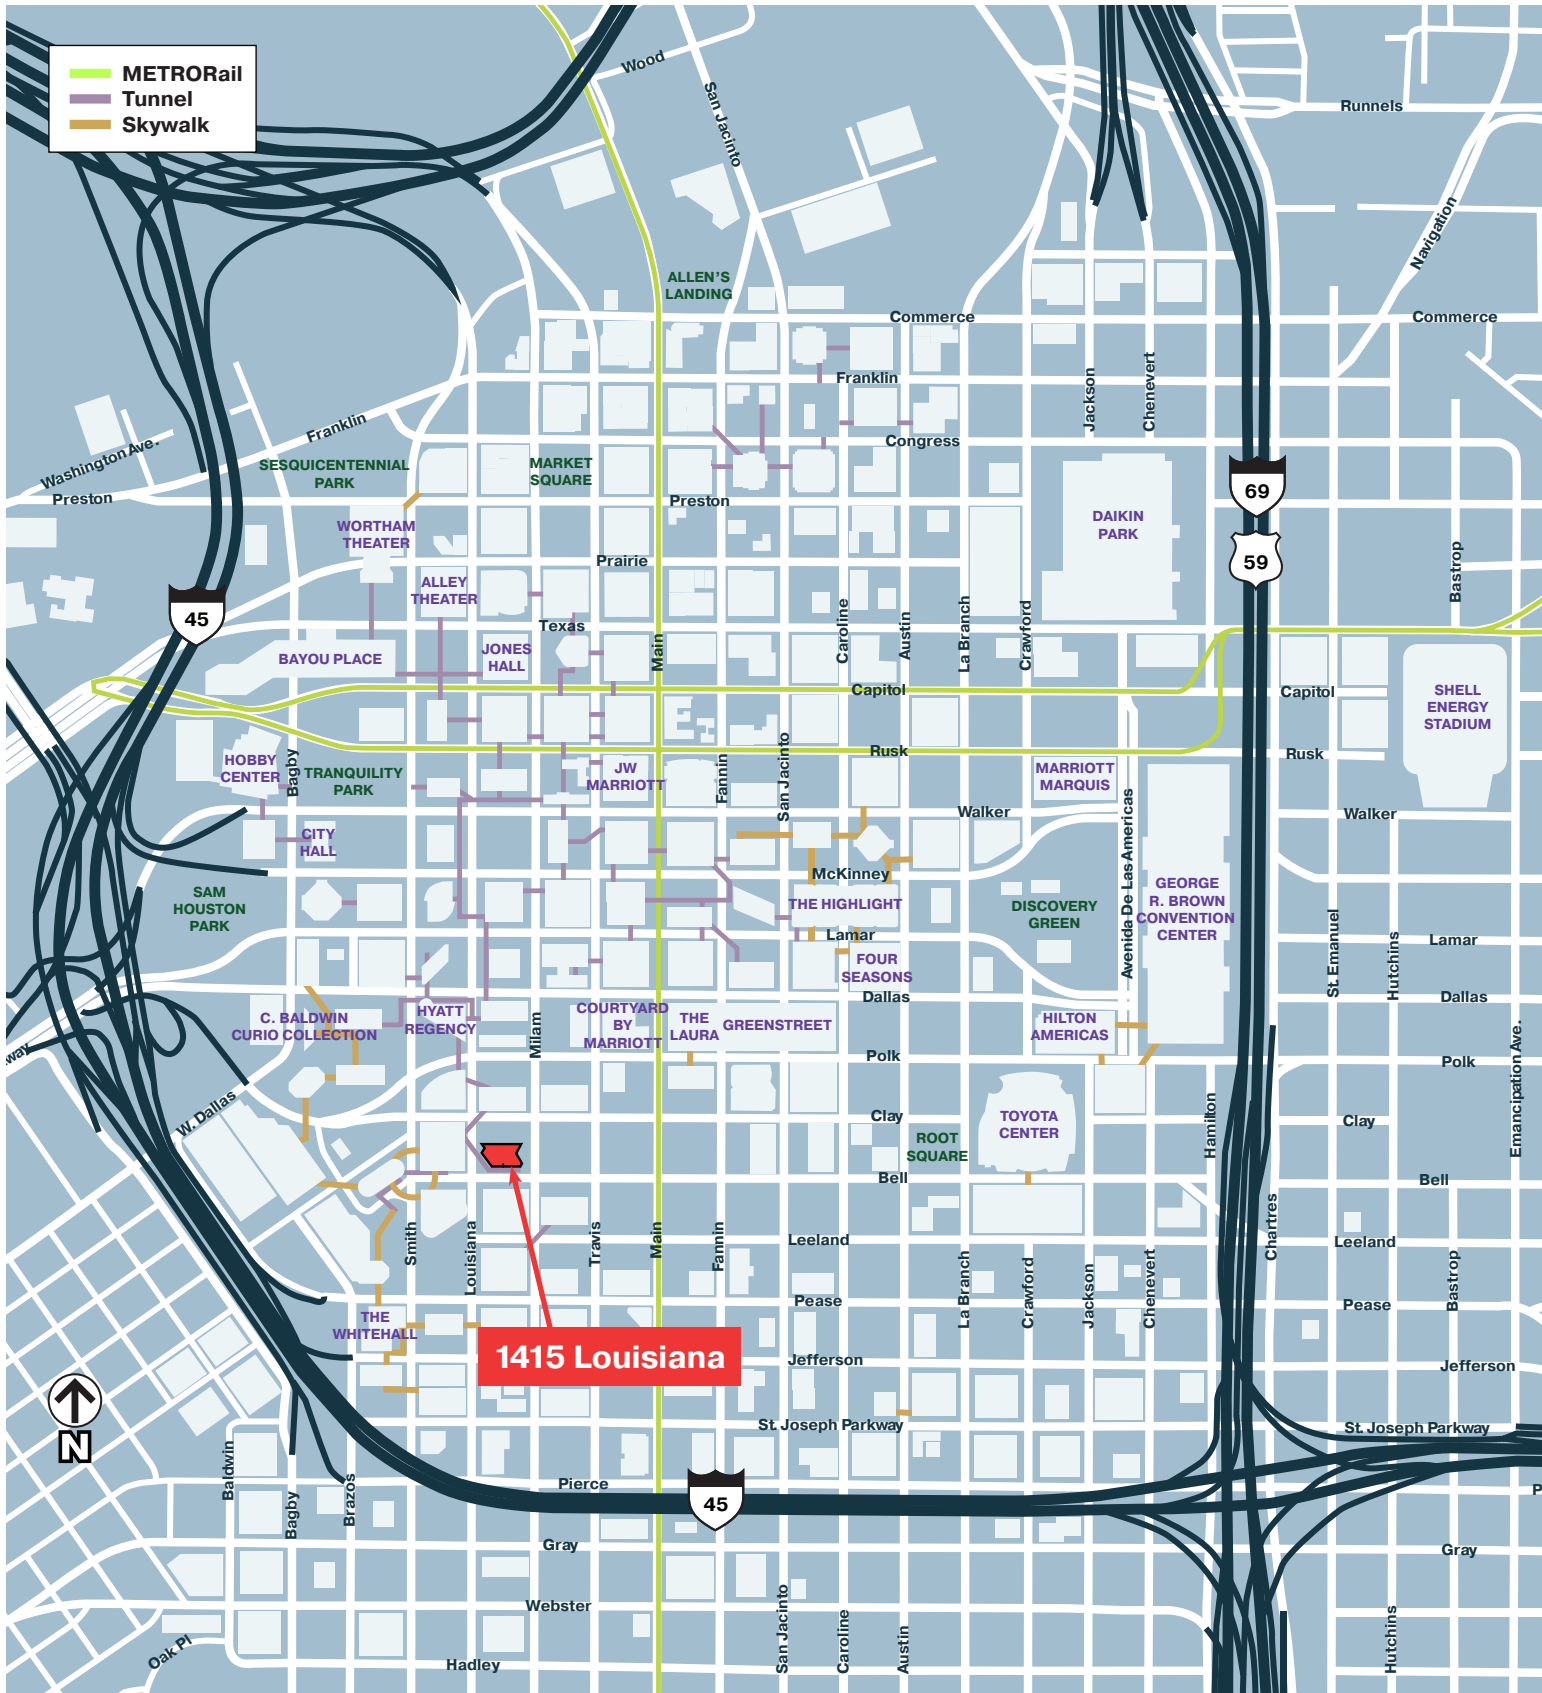 METRORail
Tunnel
Skywalk
Wood
San Jacinto
Runnels
Navigation
ALLEN'S
LANDING
Commerce
Commerce
Franklin
Jackson
Chenevert
Franklin
Washington Ave.
Congress
SESQUICENTENNIAL
PARK
MARKET
SQUARE
Preston
Preston
69
WORTHAM
THEATER
DAIKIN
PARK
Prairie
59
Bastrop
ALLEY
THEATER
45
Texas
Main
Caroline
Austin
La Branch
Crawford
BAYOU PLACE
JONES
HALL
Capitol
Capitol
SHELL
ENERGY
STADIUM
Rusk
Rusk
HOBBY
CENTER
Bagby
TRANQUILITY
PARK
JW
MARRIOTT
Fannin
San Jacinto
MARRIOTT
MARQUIS
Walker
Walker
CITY
HALL
Avenida De Las Americas
McKinney
SAM
HOUSTON
PARK
THE HIGHLIGHT
DISCOVERY
GREEN
GEORGE
R. BROWN
CONVENTION
CENTER
St. Emanuel
Hutchins
Lamar
Lamar
FOUR
SEASONS
Dallas
Dallas
C. BALDWIN
CURIO COLLECTION
HYATT
REGENCY
Milam
COURTYARD
BY
MARRIOTT
THE
LAURA
GREENSTREET
HILTON
AMERICAS
way
Polk
Polk
Emancipation Ave.
W. Dallas
Clay
Clay
Hamilton
TOYOTA
CENTER
ROOT
SQUARE
Bell
Bell
Smith
Louisiana
Travis
Main
Fannin
Leeland
Leeland
Chartres
La Branch
Crawford
Jackson
Chenevert
Bastrop
Pease
Pease
THE
WHITEHALL
1415 Louisiana
Jefferson
Jefferson
N
St. Joseph Parkway
St. Joseph Parkway
Baldwin
Bagby
Brazos
Pierce
P
45
Gray
Gray
Webster
San Jacinto
Caroline
Austin
Hutchins
Oak Pl
Hadley